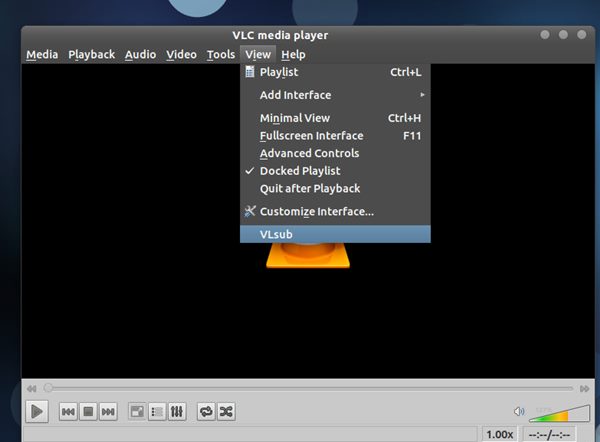 VLC media player
Media Playback Audio Video Tools View Help
Playlist Ctrl+L
Add Interface
Minimal View Ctrl+H
Fullscreen Interface F11
Advanced Controls
Docked Playlist
Quit after Playback
Customize Interface...
VLsub
1.00x --:--/--:--